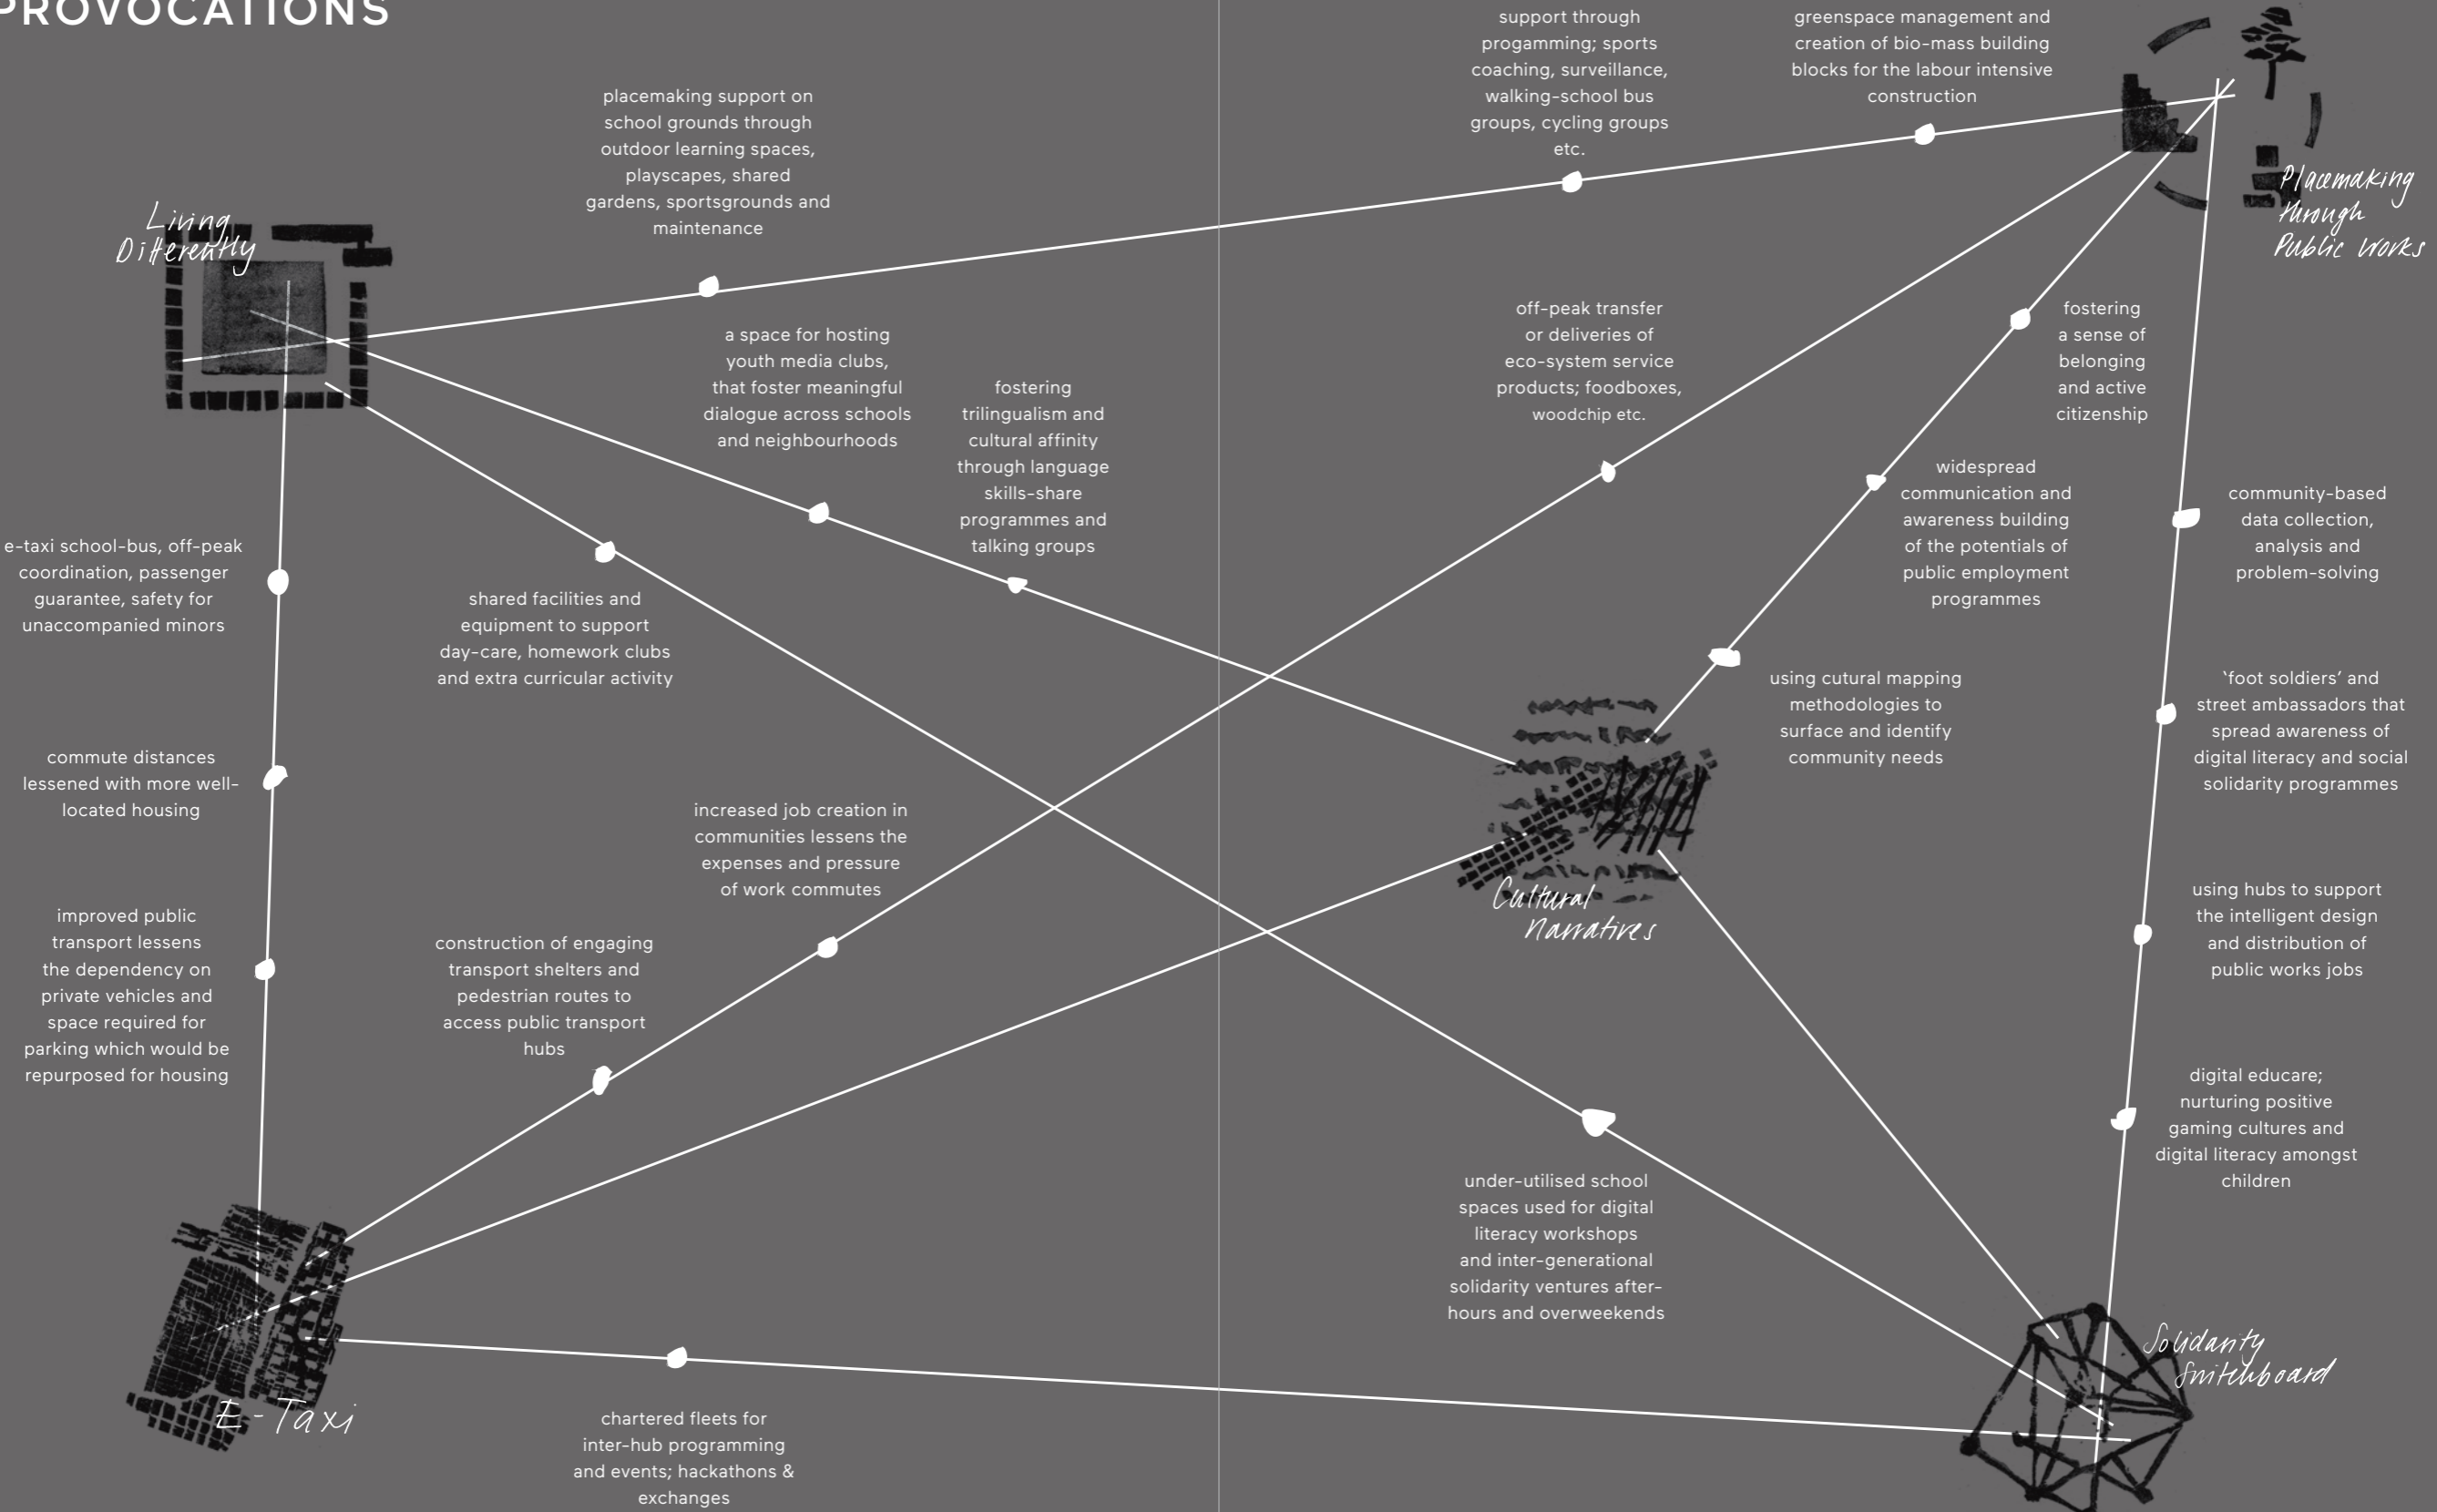 PROVOCATIONS
placemaking support on
school grounds through
outdoor learning spaces,
playscapes, shared
gardens, sportsgrounds and
maintenance
support through
progamming; sports
coaching, surveillance,
walking-school bus
groups, cycling groups
etc.
greenspace management and
creation of bio-mass building
blocks for the labour intensive
construction
Placemaking
through
Public Works
Living
Differently
a space for hosting
youth media clubs,
that foster meaningful
dialogue across schools
and neighbourhoods
fostering
trilingualism and
cultural affinity
through language
skills-share
programmes and
talking groups
off-peak transfer
or deliveries of
eco-system service
products; foodboxes,
woodchip etc.
fostering
a sense of
belonging
and active
citizenship
widespread
communication and
awareness building
of the potentials of
public employment
programmes
community-based
data collection,
analysis and
problem-solving
e-taxi school-bus, off-peak
coordination, passenger
guarantee, safety for
unaccompanied minors
shared facilities and
equipment to support
day-care, homework clubs
and extra curricular activity
using cutural mapping
methodologies to
surface and identify
community needs
‘foot soldiers’ and
street ambassadors that
spread awareness of
digital literacy and social
solidarity programmes
commute distances
lessened with more well-
located housing
increased job creation in
communities lessens the
expenses and pressure
of work commutes
Cultural
Narratives
using hubs to support
the intelligent design
and distribution of
public works jobs
improved public
transport lessens
the dependency on
private vehicles and
space required for
parking which would be
repurposed for housing
construction of engaging
transport shelters and
pedestrian routes to
access public transport
hubs
digital educare;
nurturing positive
gaming cultures and
digital literacy amongst
children
under-utilised school
spaces used for digital
literacy workshops
and inter-generational
solidarity ventures after-
hours and overweekends
Solidarity
Switchboard
E-Taxi
chartered fleets for
inter-hub programming
and events; hackathons &
exchanges